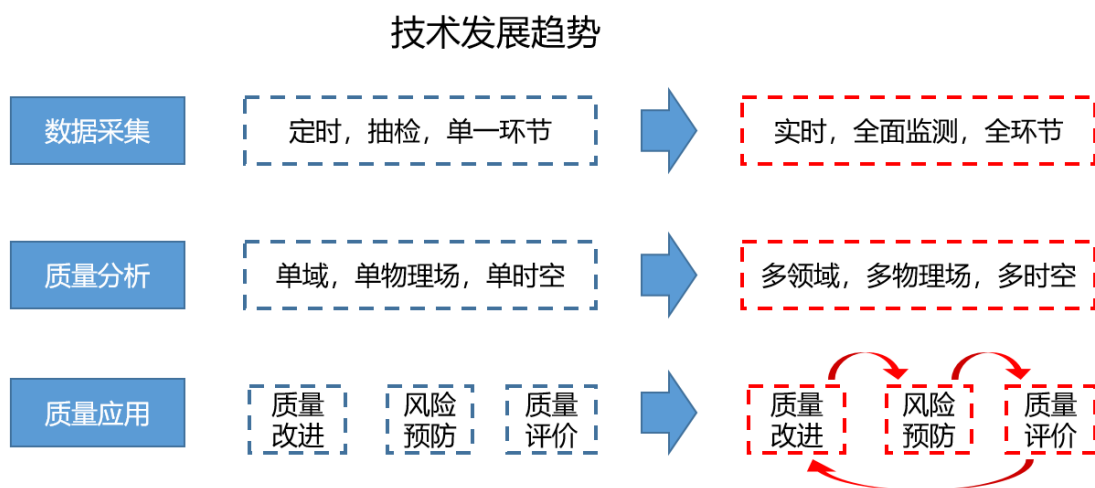 技术发展趋势
数据采集
定时，抽检，单一环节
实时，全面监测，全环节
质量分析
单域，单物理场，单时空
多领域，多物理场，多时空
质量应用
质量
改进
风险
预防
质量
评价
质量
改进
风险
预防
质量
评价